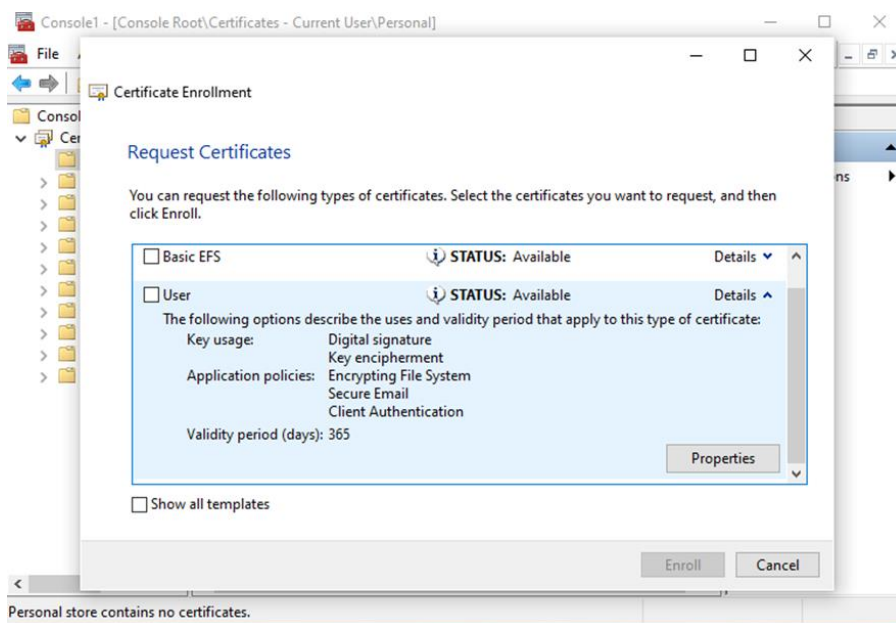 Console1 - [Console Root\Certificates - Current User\Personal]
File
Certificate Enrollment
Request Certificates
You can request the following types of certificates. Select the certificates you want to request, and then
click Enroll.
Basic EFS STATUS: Available Details
User STATUS: Available Details
The following options describe the uses and validity period that apply to this type of certificate:
Key usage: Digital signature
Key encipherment
Application policies: Encrypting File System
Secure Email
Client Authentication
Validity period (days): 365
Properties
Show all templates
Enroll Cancel
Personal store contains no certificates.